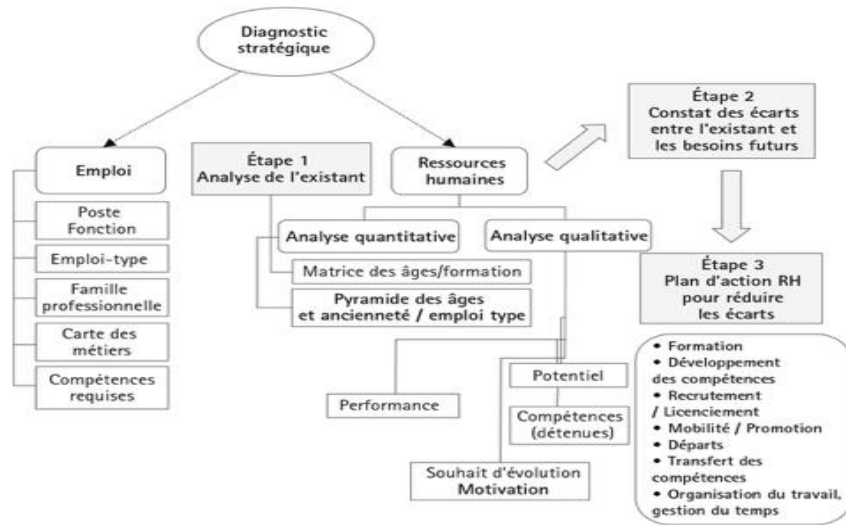 Diagnostic
stratégique
Étape 2
Constat des écarts
entre l'existant et
les besoins futurs
Emploi
Étape 1
Analyse de l'existant
Ressources
humaines
Poste
Fonction
Emploi-type
Famille
professionnelle
Carte des
métiers
Compétences
requises
Analyse quantitative
Analyse qualitative
Matrice des âges/formation
Pyramide des âges
et ancienneté / emploi type
Performance
Potentiel
Compétences
(détenues)
Souhait d'évolution
Motivation
Étape 3
Plan d'action RH
pour réduire
les écarts
• Formation
• Développement
des compétences
• Recrutement
/ Licenciement
• Mobilité / Promotion
• Départs
• Transfert des
compétences
• Organisation du travail,
gestion du temps